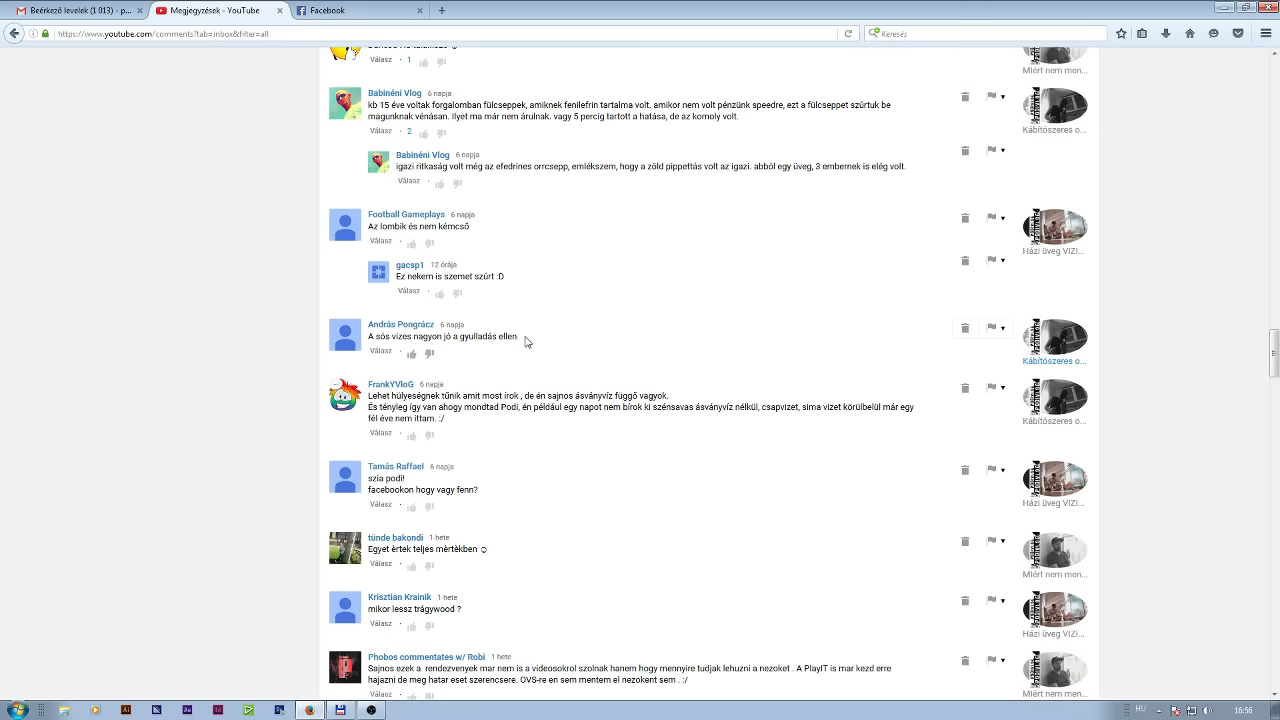 Beérkező levelek (1 013) - p...
Megjegyzések - YouTube
Facebook
https://www.youtube.com/comments?tab=inbox&filter=all
Keresés
Válasz · 1
Miért nem men...
Babinéni Vlog 6 napja
kb 15 éve voltak forgalomban fülcseppek, amiknek fenilefrin tartalma volt. amikor nem volt pénzünk speedre, ezt a fülcseppet szúrtuk be
magunknak vénásan. Ilyet ma már nem árulnak. vagy 5 percig tartott a hatása, de az komoly volt.
Válasz · 2
Kábítószeres o...
Babinéni Vlog 6 napja
igazi ritkaság volt még az efedrines orrcsepp, emlékszem, hogy a zöld pippettás volt az igazi. abból egy üveg, 3 embernek is elég volt.
Válasz ·
Football Gameplays 6 napja
Az lombik és nem kémcső
Válasz ·
Házi üveg VIZI...
gacsp1 12 órája
Ez nekem is szemet szúrt :D
Válasz ·
András Pongrácz 6 napja
A sós vizes nagyon jó a gyulladás ellen
Válasz ·
Kábítószeres o...
FrankYVloG 6 napja
Lehet hülyeségnek tűnik amit most írok , de én sajnos ásványvíz függő vagyok.
És tényleg így van ahogy mondtad Podi, én például egy napot nem bírok ki szénsavas ásványvíz nélkül, csapvizet, sima vizet körülbelül már egy
fél éve nem ittam. :/
Válasz ·
Kábítószeres o...
Tamás Raffael 6 napja
szia podi!
facebookon hogy vagy fenn?
Válasz ·
Házi üveg VIZI...
tünde bakondi 1 hete
Egyet èrtek teljes mèrtèkben ☺
Válasz ·
Miért nem men...
Krisztian Krainik 1 hete
mikor lessz trágywood ?
Válasz ·
Házi üveg VIZI...
Phobos commentates w/ Robi 1 hete
Sajnos ezek a rendezvenyek mar nem is a videosokrol szolnak hanem hogy mennyire tudjak lehuzni a nezoket . A PlayIT is mar kezd erre
hajazni de meg hatar eset szerencsere. OVS-re en sem mentem el nezokent sem . :/
Válasz ·
Miért nem men...
HU
16:56